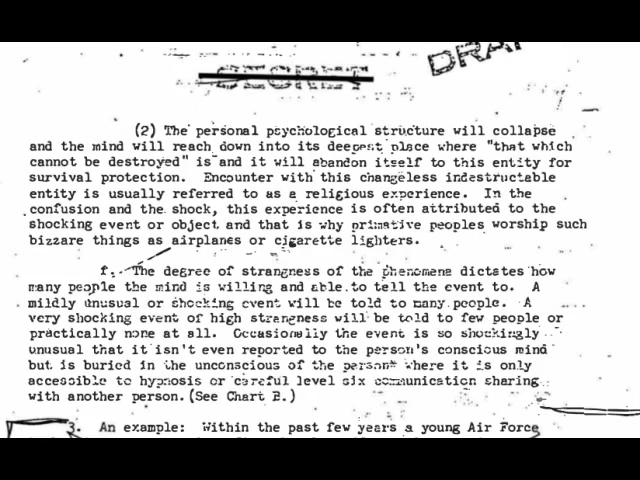 DRAFT
SECRET
(2) The personal psychological structure will collapse
and the mind will reach down into its deepest place where "that which
cannot be destroyed" is and it will abandon itself to this entity for
survival protection. Encounter with this changeless indestructable
entity is usually referred to as a religious experience. In the
confusion and the shock, this experience is often attributed to the
shocking event or object and that is why primative peoples worship such
bizzare things as airplanes or cigarette lighters.
f. The degree of strangeness of the phenomena dictates how
many people the mind is willing and able to tell the event to. A
mildly unusual or shocking event will be told to many people. A
very shocking event of high strangness will be told to few people or
practically none at all. Occasionally the event is so shockingly
unusual that it isn't even reported to the person's conscious mind
but is buried in the unconscious of the person where it is only
accessible to hypnosis or careful level six communication sharing
with another person. (See Chart B.)
3. An example: Within the past few years a young Air Force